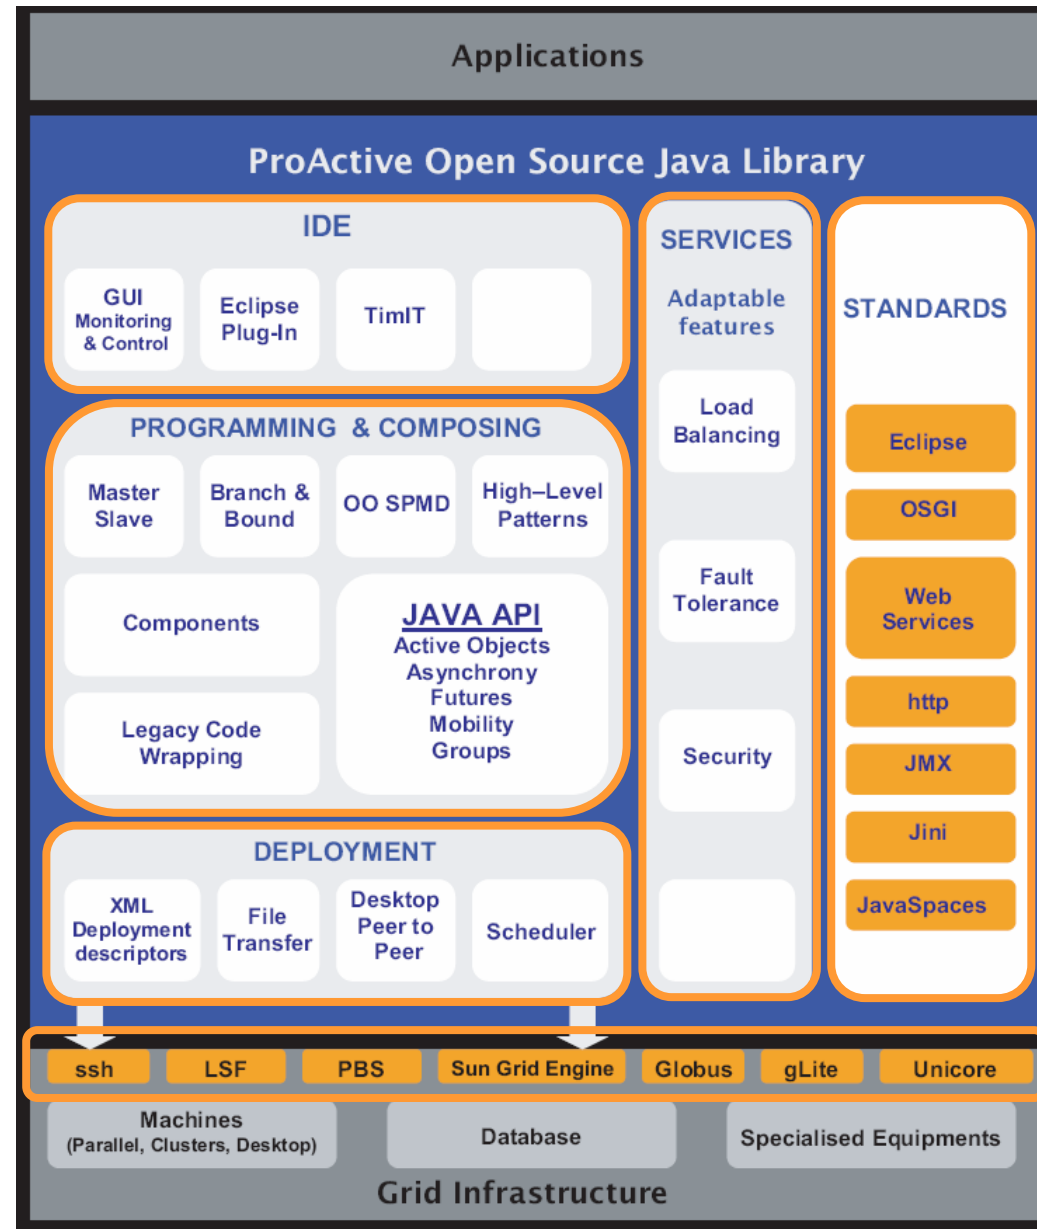 Applications
ProActive Open Source Java Library
IDE
GUI
Monitoring
& Control
Eclipse
Plug-In
TimIT
PROGRAMMING & COMPOSING
Master
Slave
Branch &
Bound
OO SPMD
High–Level
Patterns
Components
Legacy Code
Wrapping
JAVA API
Active Objects
Asynchrony
Futures
Mobility
Groups
DEPLOYMENT
XML
Deployment
descriptors
File
Transfer
Desktop
Peer to
Peer
Scheduler
SERVICES
Adaptable
features
Load
Balancing
Fault
Tolerance
Security
STANDARDS
Eclipse
OSGI
Web
Services
http
JMX
Jini
JavaSpaces
ssh
LSF
PBS
Sun Grid Engine
Globus
gLite
Unicore
Machines
(Parallel, Clusters, Desktop)
Database
Specialised Equipments
Grid Infrastructure